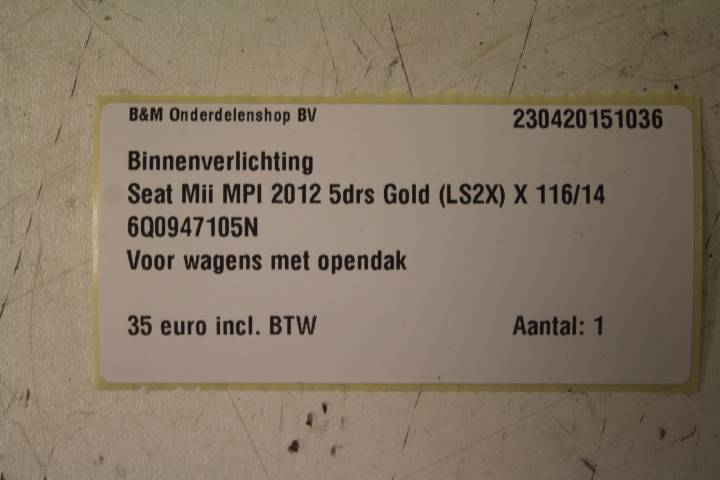 B&M Onderdelenshop BV 230420151036
Binnenverlichting
Seat Mii MPI 2012 5drs Gold (LS2X) X 116/14
6Q0947105N
Voor wagens met opendak
35 euro incl. BTW Aantal: 1